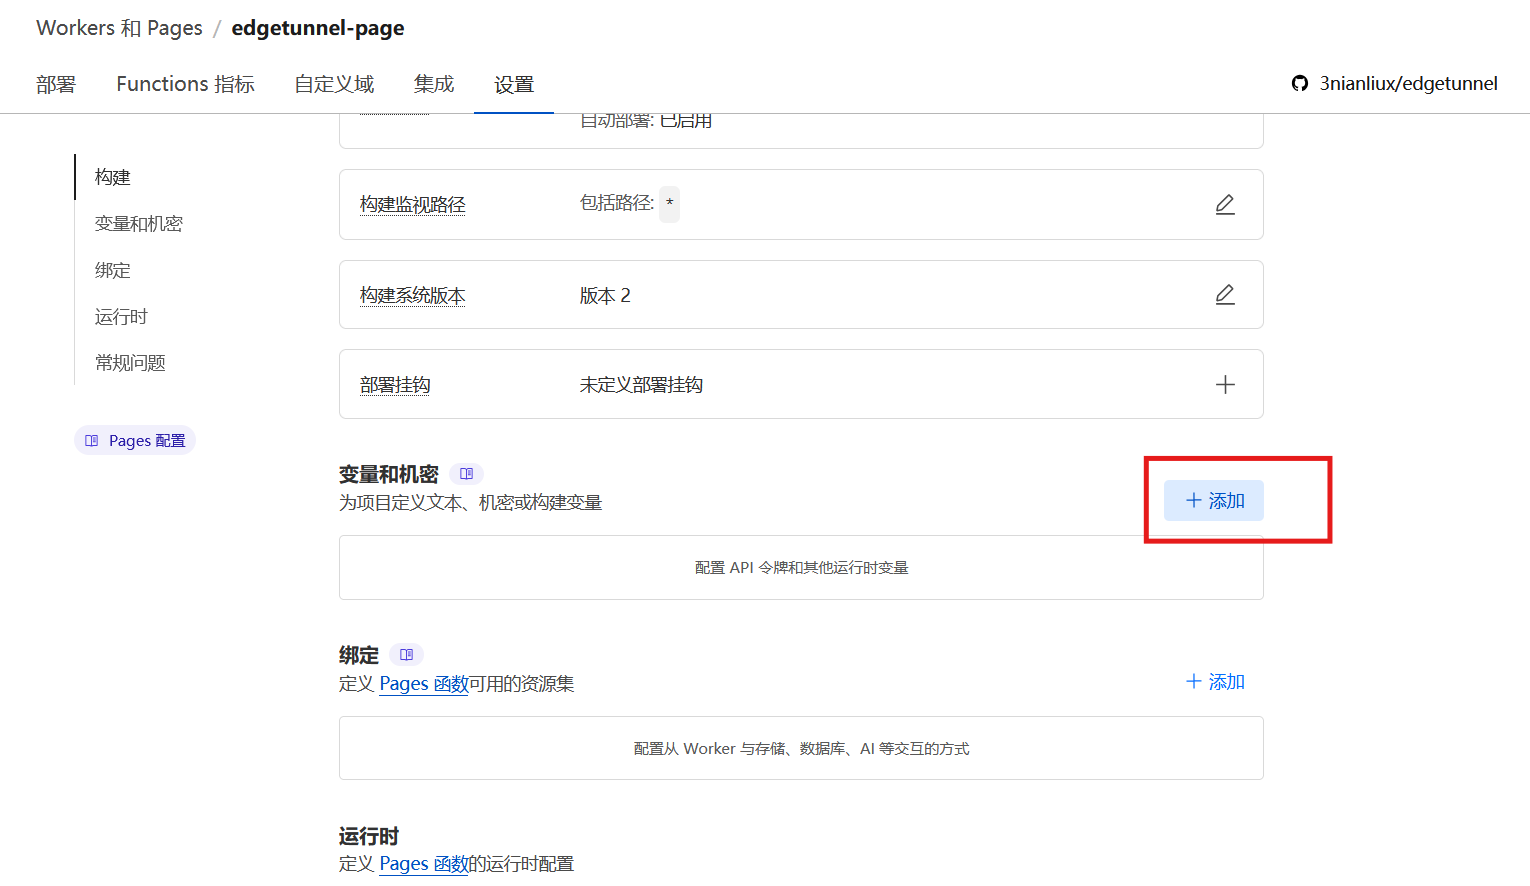 Workers 和 Pages / edgetunnel-page
部署 Functions 指标 自定义域 集成 设置 3nianliux/edgetunnel
自动部署: 已启用
构建
变量和机密
绑定
运行时
常规问题
Pages 配置
构建监视路径 包括路径: *
构建系统版本 版本 2
部署挂钩 未定义部署挂钩
变量和机密
为项目定义文本、机密或构建变量
添加
配置 API 令牌和其他运行时变量
绑定
定义 Pages 函数可用的资源集
添加
配置从 Worker 与存储、数据库、AI 等交互的方式
运行时
定义 Pages 函数的运行时配置